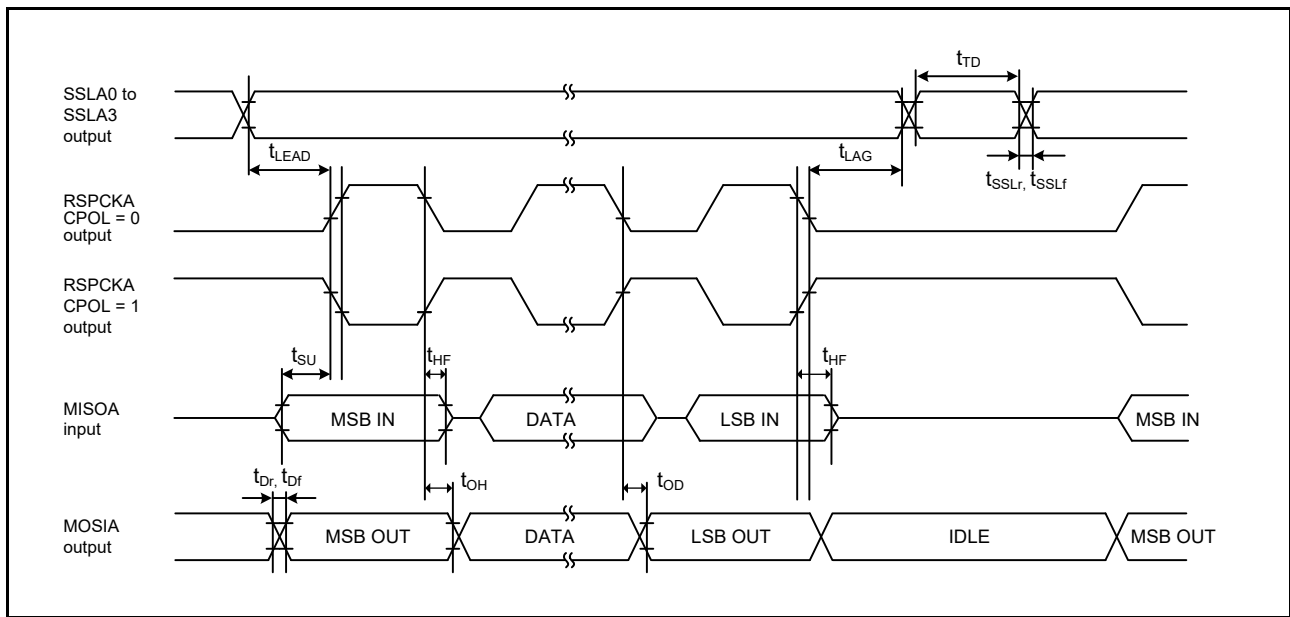 SSLA0 to
SSLA3
output
tTD
tLEAD
tLAG
tSSLr, tSSLf
RSPCKA
CPOL = 0
output
RSPCKA
CPOL = 1
output
tSU
tHF
tHF
MISOA
input
MSB IN
DATA
LSB IN
MSB IN
tDr, tDf
tOH
tOD
MOSIA
output
MSB OUT
DATA
LSB OUT
IDLE
MSB OUT